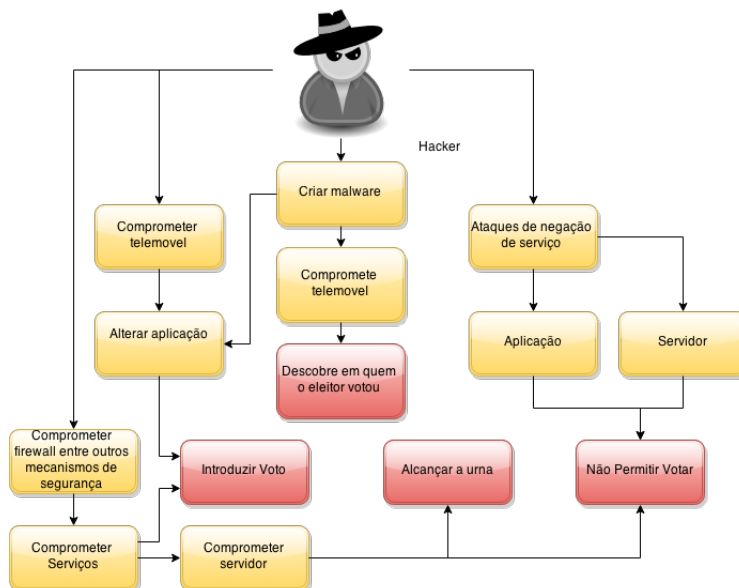 Hacker
Criar malware
Comprometer
telemovel
Ataques de negação
de serviço
Compromete
telemovel
Alterar aplicação
Aplicação
Servidor
Descobre em quem
o eleitor votou
Comprometer
firewall entre outros
mecanismos de
segurança
Introduzir Voto
Alcançar a urna
Não Permitir Votar
Comprometer
Serviços
Comprometer
servidor